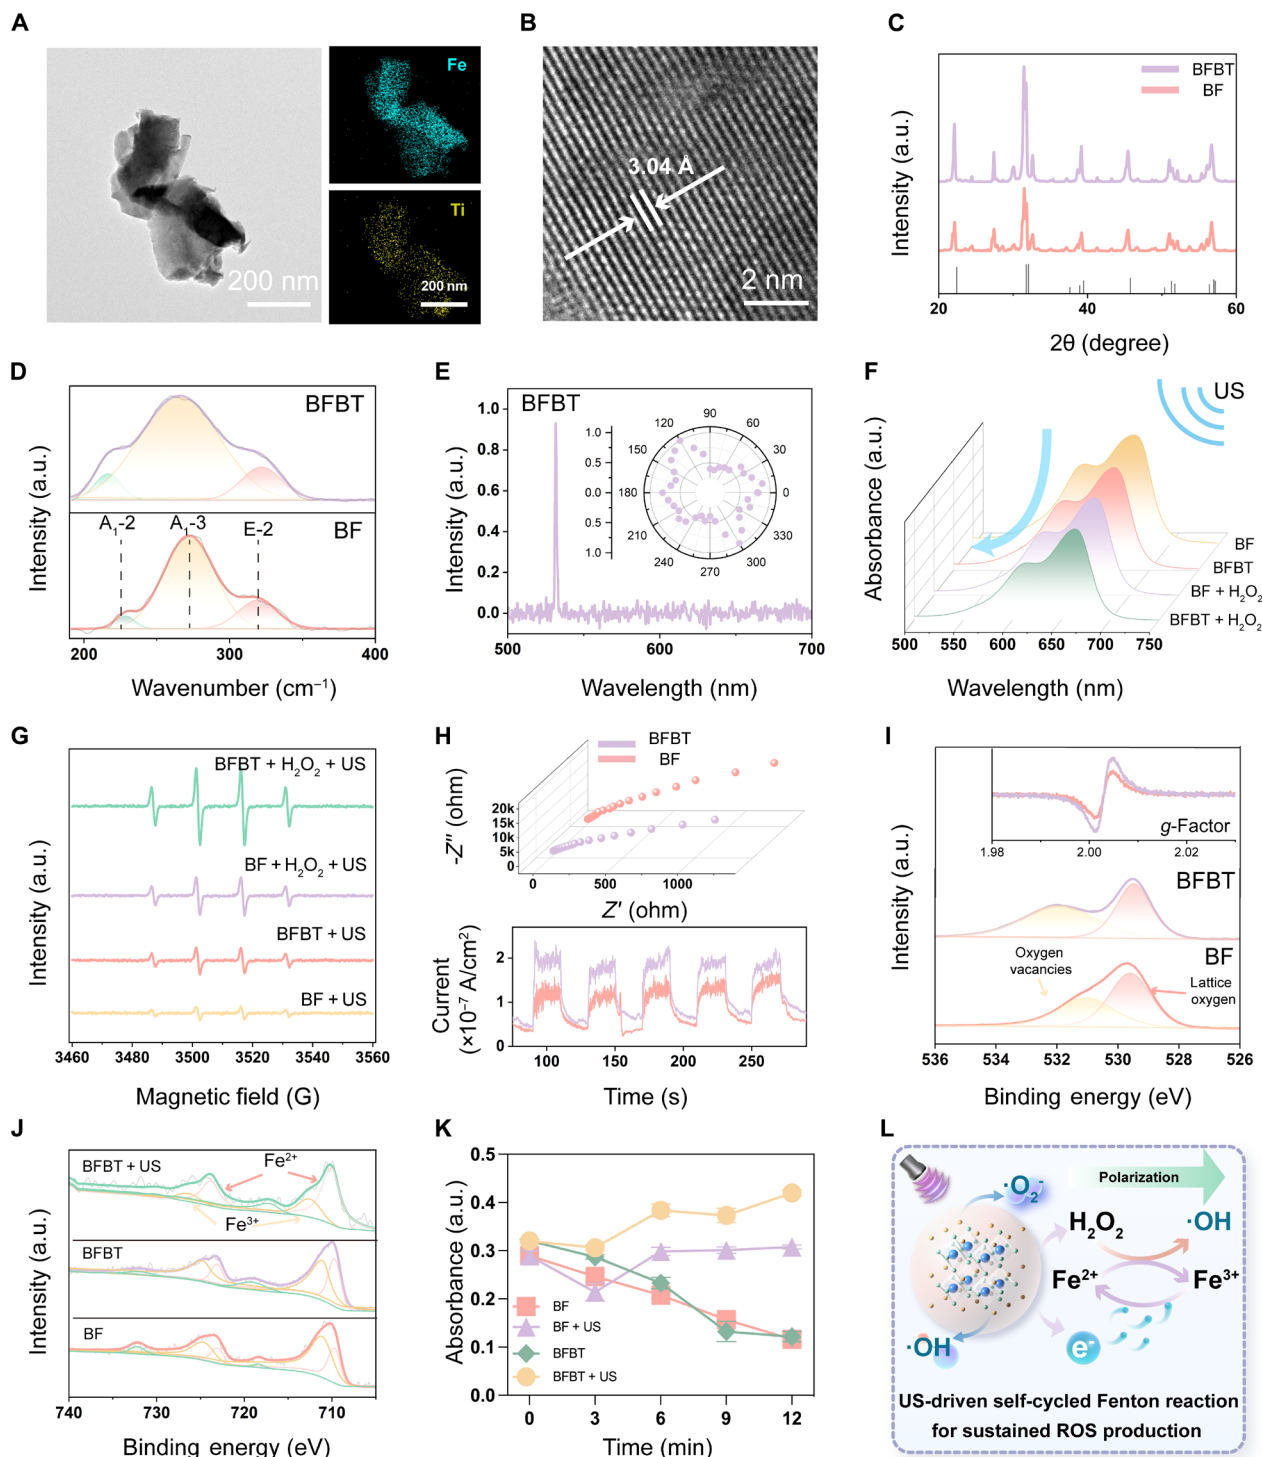 A
Fe
200 nm
Ti
200 nm
B
3.04 Å
2 nm
C
BFBT
BF
Intensity (a.u.)
20 40 60
2θ (degree)
D
BFBT
A₁-2 A₁-3 E-2
BF
Intensity (a.u.)
200 300 400
Wavenumber (cm⁻¹)
E
BFBT
1.0
0.8
0.6
0.4
0.2
0.0
Intensity (a.u.)
1.0
0.5
0.0
0.5
1.0
90
120 60
150 30
180 0
210 330
240 300
270
500 600 700
Wavelength (nm)
F
US
Absorbance (a.u.)
BF
BFBT
BF + H₂O₂
BFBT + H₂O₂
500 550 600 650 700 750
Wavelength (nm)
G
BFBT + H₂O₂ + US
BF + H₂O₂ + US
BFBT + US
BF + US
Intensity (a.u.)
3460 3480 3500 3520 3540 3560
Magnetic field (G)
H
BFBT
BF
-Z″ (ohm)
20k
15k
10k
5k
0
0 500 1000
Z′ (ohm)
Current
(×10⁻⁷ A/cm²)
2
1
0
100 150 200 250
Time (s)
I
g-Factor
1.98 2.00 2.02
BFBT
Oxygen
vacancies
BF
Lattice
oxygen
Intensity (a.u.)
536 534 532 530 528 526
Binding energy (eV)
J
BFBT + US
Fe²⁺
Fe³⁺
BFBT
BF
Intensity (a.u.)
740 730 720 710
Binding energy (eV)
K
0.5
0.4
0.3
0.2
0.1
0.0
Absorbance (a.u.)
BF
BF + US
BFBT
BFBT + US
0 3 6 9 12
Time (min)
L
Polarization
·O₂⁻
H₂O₂
·OH
Fe²⁺
Fe³⁺
·OH
e⁻
US-driven self-cycled Fenton reaction
for sustained ROS production